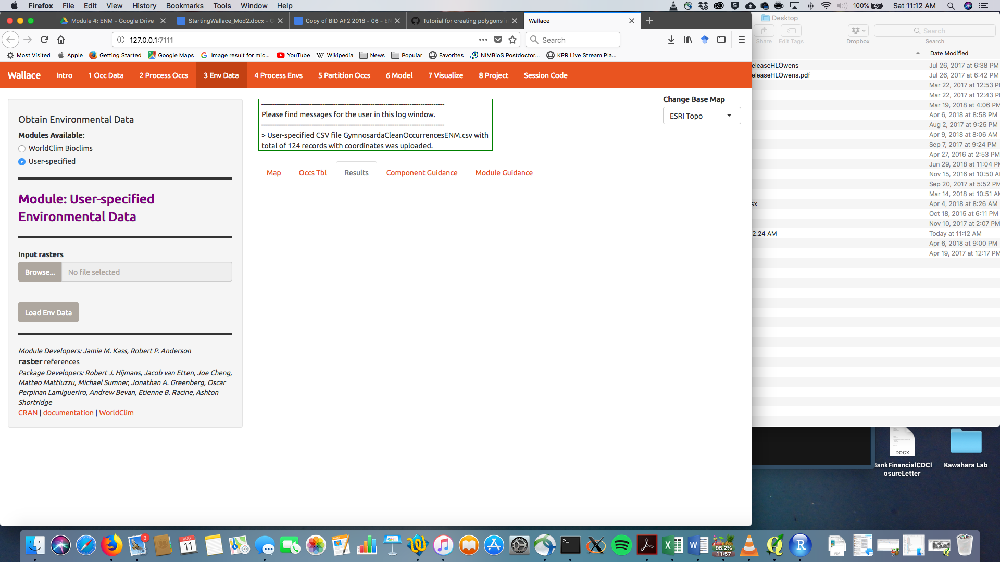 Firefox File Edit View History Bookmarks Tools Window Help
100% Sat 11:12 AM
Module 4: ENM - Google Drive
StartingWallace_Mod2.docx - G
Copy of BID AF2 2018 - 06 - EN
Tutorial for creating polygons in
Wallace
127.0.0.1:7111
Search
Most Visited Apple Getting Started Google Maps Image result for mic... YouTube Wikipedia News Popular Favorites NIMBioS Postdoctor... KPR Live Stream Pla...
Wallace Intro 1 Occ Data 2 Process Occs 3 Env Data 4 Process Envs 5 Partition Occs 6 Model 7 Visualize 8 Project Session Code
Obtain Environmental Data
Modules Available:
WorldClim Bioclims
User-specified
Module: User-specified
Environmental Data
Input rasters
Browse... No file selected
Load Env Data
Module Developers: Jamie M. Kass, Robert P. Anderson
raster references
Package Developers: Robert J. Hijmans, Jacob van Etten, Joe Cheng,
Matteo Mattiuzzu, Michael Sumner, Jonathan A. Greenberg, Oscar
Perpinan Lamigueriro, Andrew Bevan, Etienne B. Racine, Ashton
Shortridge
CRAN | documentation | WorldClim
Please find messages for the user in this log window.
> User-specified CSV file GymnosardaCleanOccurrencesENM.csv with
total of 124 records with coordinates was uploaded.
Change Base Map
ESRI Topo
Map Occs Tbl Results Component Guidance Module Guidance
Desktop
Search
Share Edit Tags Dropbox Search
Date Modified
eleaseHLOwens Jul 26, 2017 at 6:38 PM
eleaseHLOwens.pdf Jul 26, 2017 at 6:42 PM
Mar 22, 2017 at 12:53 P
Mar 22, 2017 at 12:43 P
Mar 19, 2018 at 4:06 PM
Apr 6, 2018 at 8:58 PM
Aug 2, 2017 at 9:25 PM
Apr 9, 2018 at 8:06 AM
Sep 7, 2017 at 9:24 PM
Apr 27, 2016 at 2:53 PM
Jun 29, 2018 at 11:04 PM
Nov 15, 2016 at 10:50 A
Sep 20, 2017 at 5:52 PM
Mar 14, 2018 at 10:51 AM
sx Apr 4, 2018 at 8:26 AM
Oct 18, 2015 at 6:11 PM
Nov 10, 2017 at 2:07 PM
2.24 AM Today at 11:12 AM
Apr 6, 2018 at 9:00 PM
Apr 19, 2017 at 12:17 PM
DOCX
BankFinancialCDCl
osureLetter
Kawahara Lab
3
AUG
11
95.2%
11:57
R
PDF